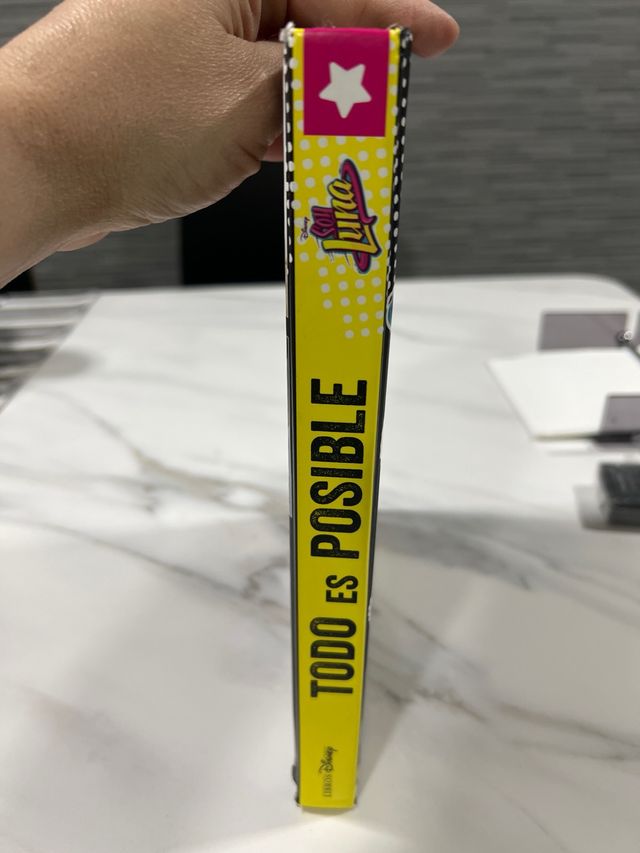 Disney
SOY
Luna
TODO ES POSIBLE
LIBROS Disney